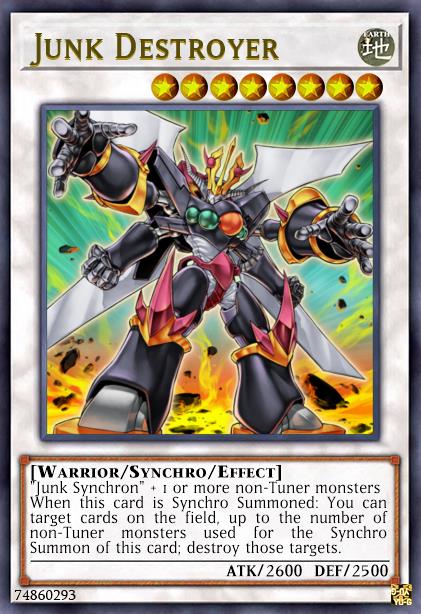 Junk Destroyer
EARTH
地
[Warrior/Synchro/Effect]
"Junk Synchron" + 1 or more non-Tuner monsters
When this card is Synchro Summoned: You can
target cards on the field, up to the number of
non-Tuner monsters used for the Synchro
Summon of this card; destroy those targets.
ATK/2600 DEF/2500
74860293